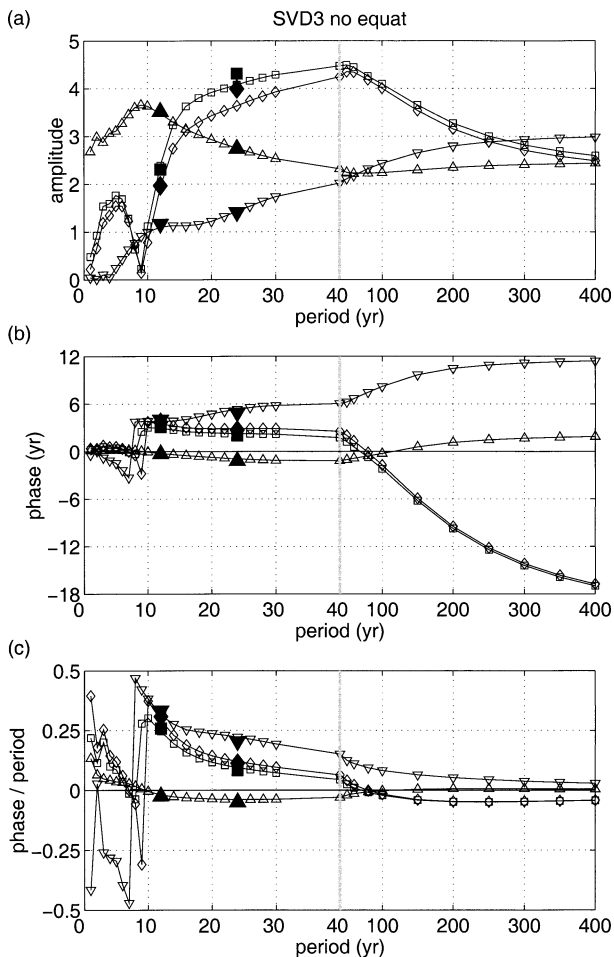 (a)
SVD3 no equat
5
4
3
2
1
0
amplitude
0 10 20 30 40 100 200 300 400
period (yr)
(b)
12
6
0
−6
−12
−18
phase (yr)
0 10 20 30 40 100 200 300 400
period (yr)
(c)
0.5
0.25
0
−0.25
−0.5
phase / period
0 10 20 30 40 100 200 300 400
period (yr)